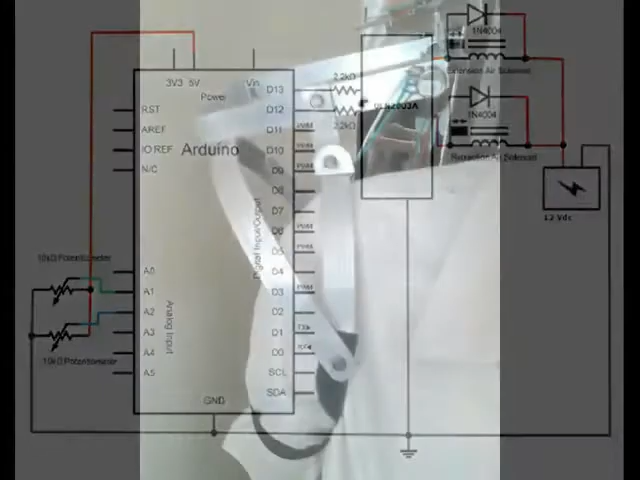 1N4004
Extension Air Solenoid
3V3 5V
Vin
Power
2.2kΩ
D13
ULN2003A
1N4004
RST
D12
2.2kΩ
AREF
D11
PWM
IO REF
Arduino
D10
PWM
Retraction Air Solenoid
N/C
D9
PWM
D8
D7
12 Vdc
D6
PWM
Digital Input/Output
D5
PWM
10kΩ Potentiometer
A0
D4
A1
D3
PWM
A2
D2
Analog Input
A3
D1
TX
10kΩ Potentiometer
A4
D0
RX
A5
SCL
SDA
GND